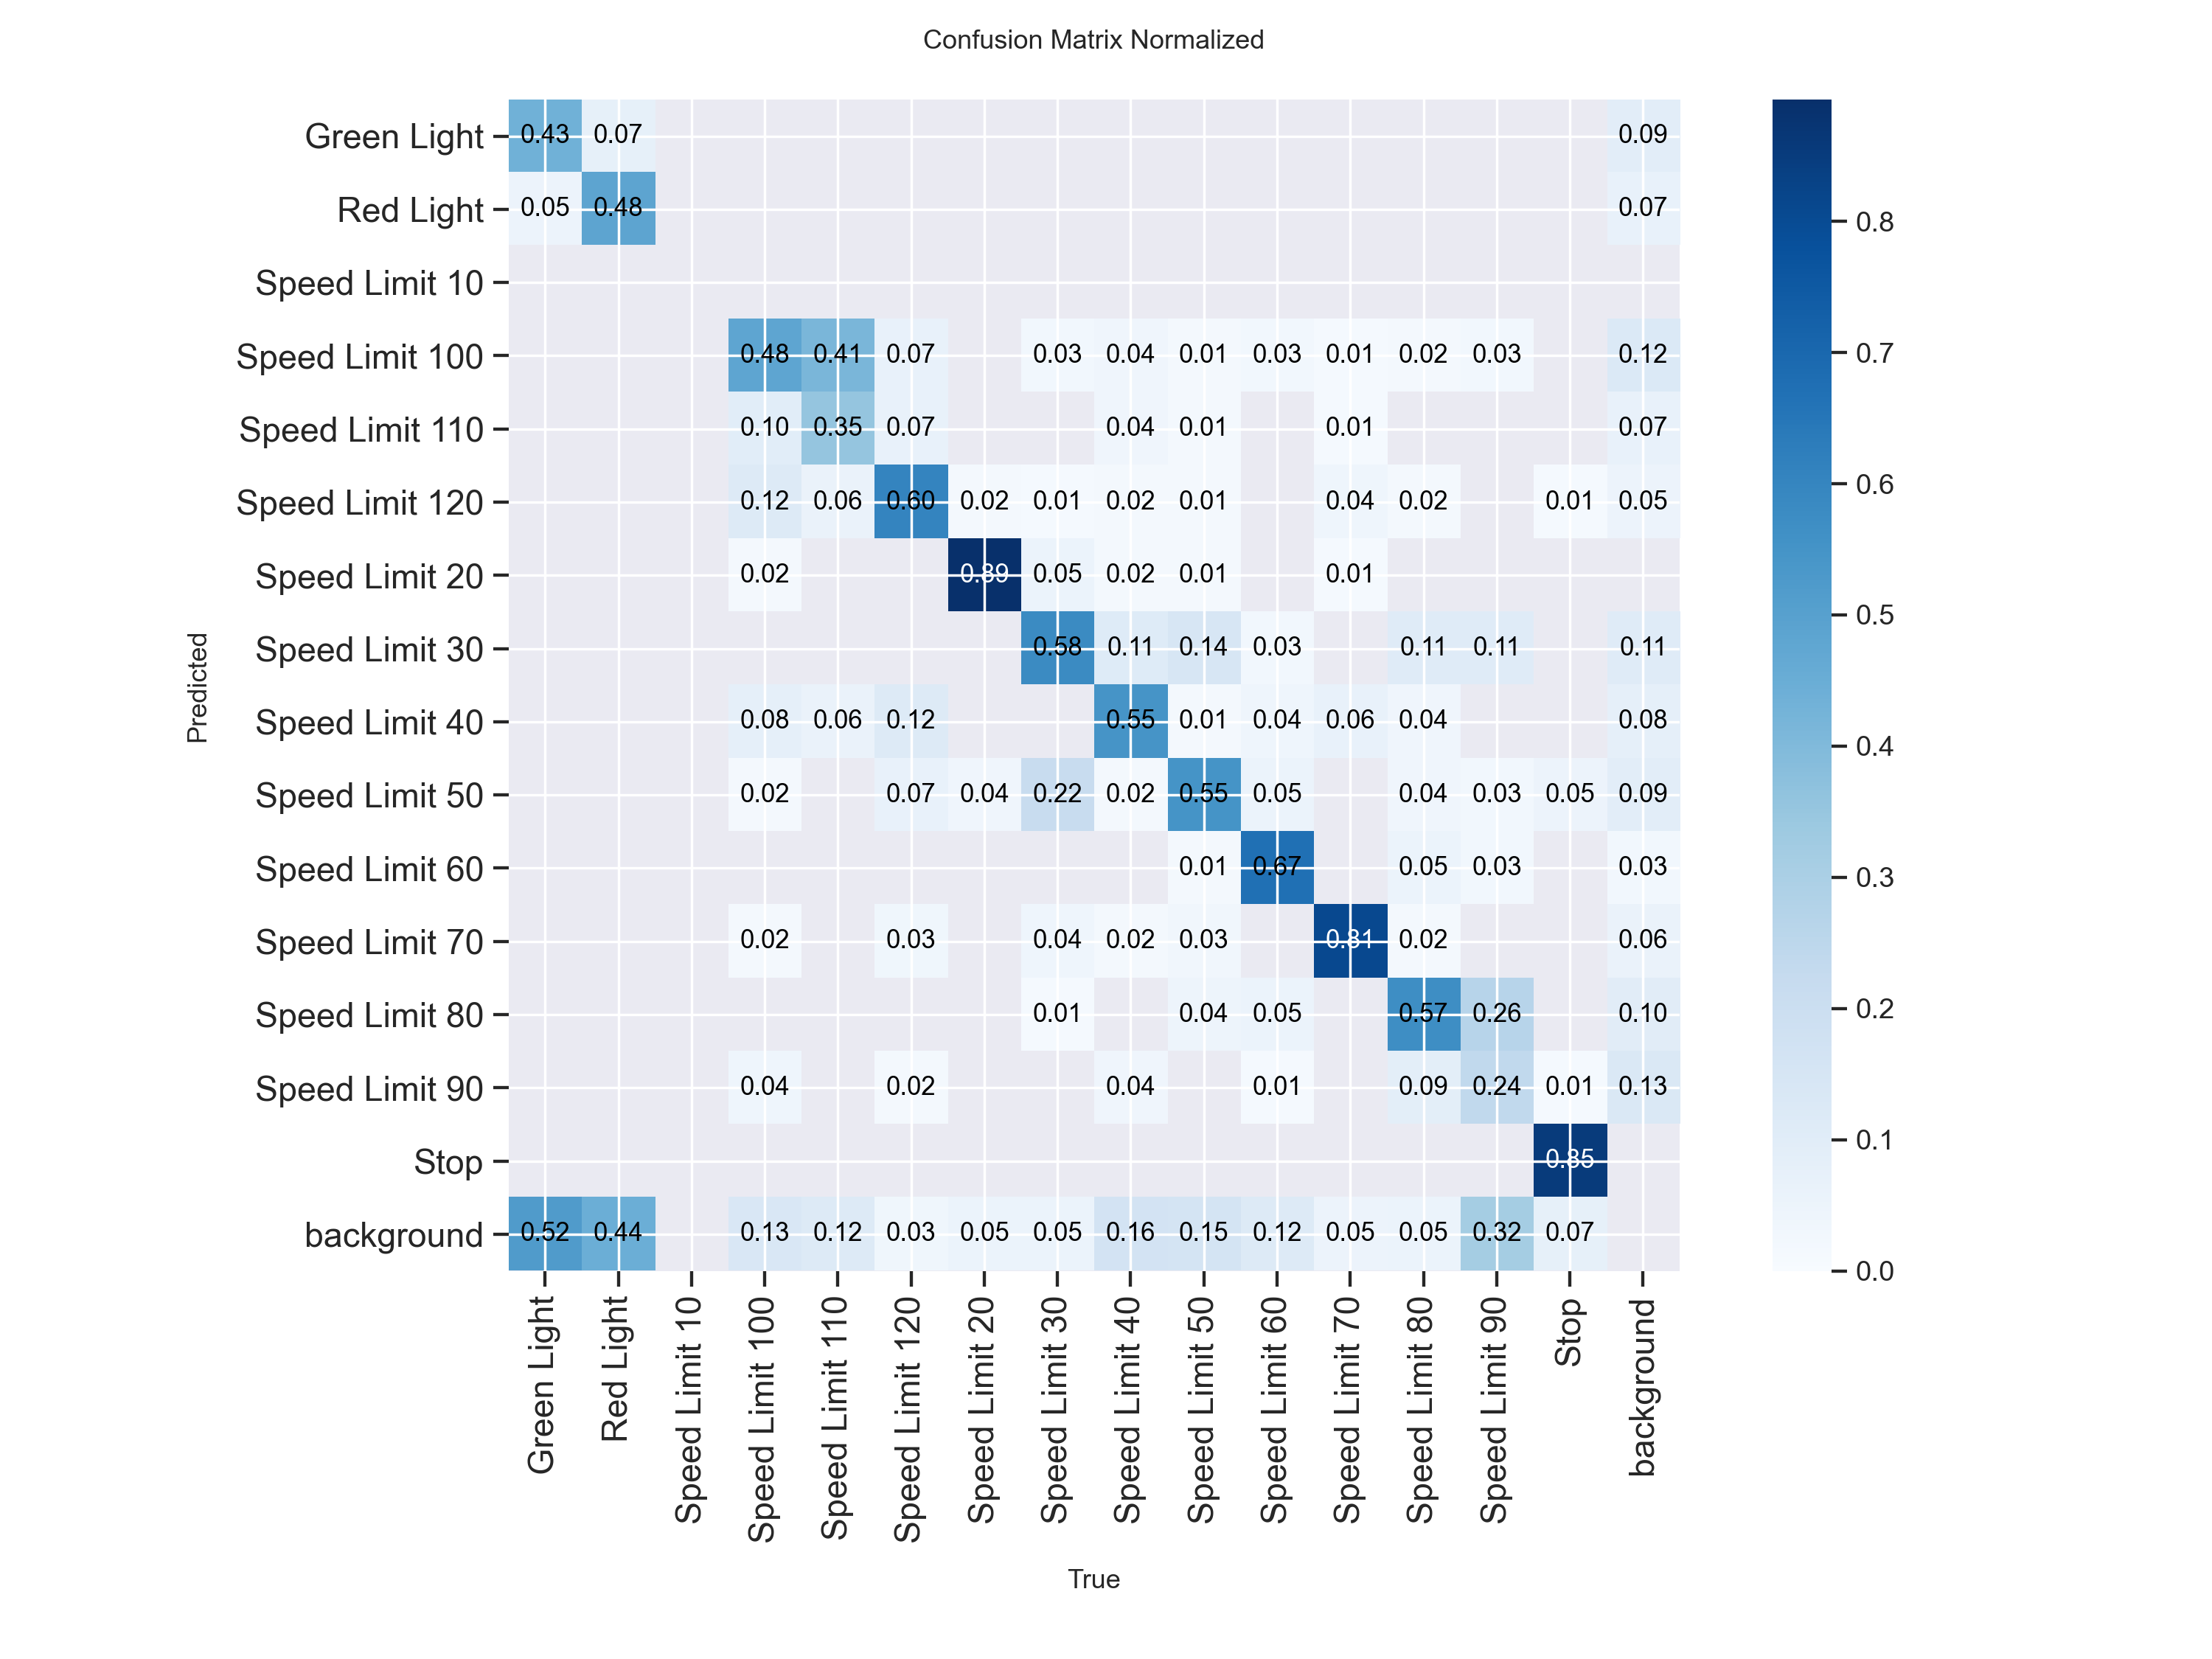 Confusion Matrix Normalized
Green Light 0.43 0.07 0.09
Red Light 0.05 0.48 0.07
Speed Limit 10
Speed Limit 100 0.48 0.41 0.07 0.03 0.04 0.01 0.03 0.01 0.02 0.03 0.12
Speed Limit 110 0.10 0.35 0.07 0.04 0.01 0.01 0.07
Speed Limit 120 0.12 0.06 0.60 0.02 0.01 0.02 0.01 0.04 0.02 0.01 0.05
Speed Limit 20 0.02 0.89 0.05 0.02 0.01 0.01
Speed Limit 30 0.58 0.11 0.14 0.03 0.11 0.11 0.11
Speed Limit 40 0.08 0.06 0.12 0.55 0.01 0.04 0.06 0.04 0.08
Speed Limit 50 0.02 0.07 0.04 0.22 0.02 0.55 0.05 0.04 0.03 0.05 0.09
Speed Limit 60 0.01 0.67 0.05 0.03 0.03
Speed Limit 70 0.02 0.03 0.04 0.02 0.03 0.81 0.02 0.06
Speed Limit 80 0.01 0.04 0.05 0.57 0.26 0.10
Speed Limit 90 0.04 0.02 0.04 0.01 0.09 0.24 0.01 0.13
Stop 0.85
background 0.52 0.44 0.13 0.12 0.03 0.05 0.05 0.16 0.15 0.12 0.05 0.05 0.32 0.07
Predicted
Green Light
Red Light
Speed Limit 10
Speed Limit 100
Speed Limit 110
Speed Limit 120
Speed Limit 20
Speed Limit 30
Speed Limit 40
Speed Limit 50
Speed Limit 60
Speed Limit 70
Speed Limit 80
Speed Limit 90
Stop
background
True
0.8
0.7
0.6
0.5
0.4
0.3
0.2
0.1
0.0